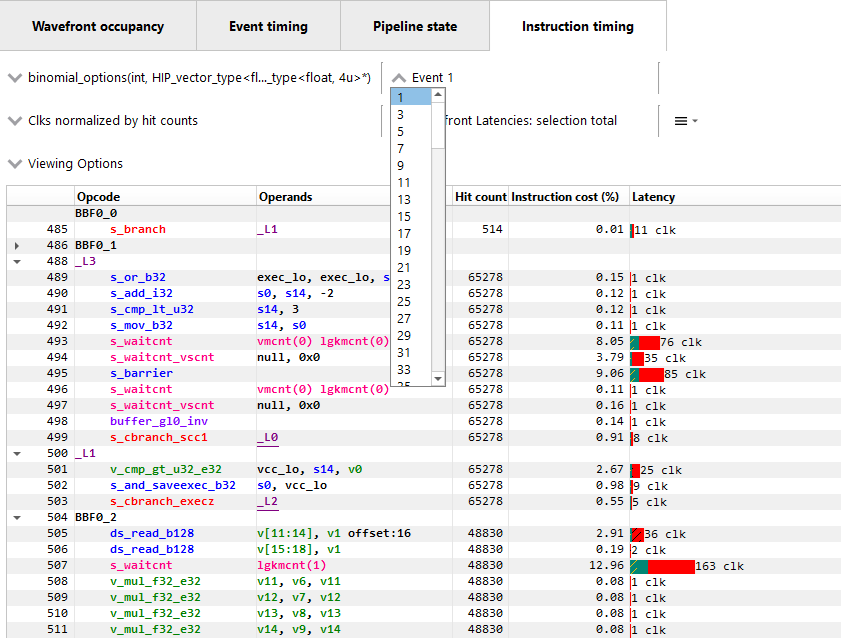 Wavefront occupancy Event timing Pipeline state Instruction timing
binomial_options(int, HIP_vector_type<fl..._type<float, 4u>*) Event 1
Clks normalized by hit counts front Latencies: selection total
Viewing Options
1
3
5
7
9
11
13
15
17
19
21
23
25
27
29
31
33
Opcode Operands Hit count Instruction cost (%) Latency
BBF0_0
485 s_branch _L1 514 0.01 11 clk
486 BBF0_1
488 _L3
489 s_or_b32 exec_lo, exec_lo, s 65278 0.15 1 clk
490 s_add_i32 s0, s14, -2 65278 0.12 1 clk
491 s_cmp_lt_u32 s14, 3 65278 0.12 1 clk
492 s_mov_b32 s14, s0 65278 0.11 1 clk
493 s_waitcnt vmcnt(0) lgkmcnt(0) 65278 8.05 76 clk
494 s_waitcnt_vscnt null, 0x0 65278 3.79 35 clk
495 s_barrier 65278 9.06 85 clk
496 s_waitcnt vmcnt(0) lgkmcnt(0) 65278 0.11 1 clk
497 s_waitcnt_vscnt null, 0x0 65278 0.16 1 clk
498 buffer_gl0_inv 65278 0.14 1 clk
499 s_cbranch_scc1 _L0 65278 0.91 8 clk
500 _L1
501 v_cmp_gt_u32_e32 vcc_lo, s14, v0 65278 2.67 25 clk
502 s_and_saveexec_b32 s0, vcc_lo 65278 0.98 9 clk
503 s_cbranch_execz _L2 65278 0.55 5 clk
504 BBF0_2
505 ds_read_b128 v[11:14], v1 offset:16 48830 2.91 36 clk
506 ds_read_b128 v[15:18], v1 48830 0.19 2 clk
507 s_waitcnt lgkmcnt(1) 48830 12.96 163 clk
508 v_mul_f32_e32 v11, v6, v11 48830 0.08 1 clk
509 v_mul_f32_e32 v12, v7, v12 48830 0.08 1 clk
510 v_mul_f32_e32 v13, v8, v13 48830 0.08 1 clk
511 v_mul_f32_e32 v14, v9, v14 48830 0.08 1 clk